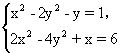 x² - 2y² - y = 1,
2x² - 4y² + x = 6